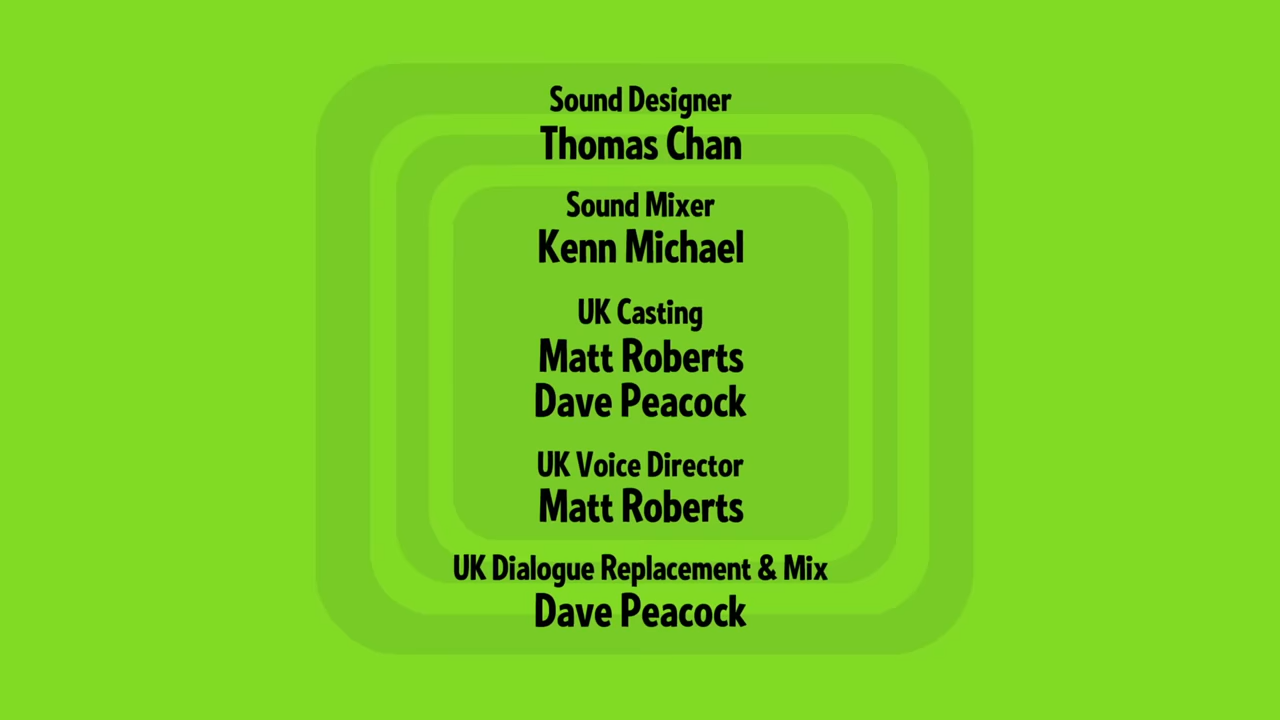 Sound Designer
Thomas Chan
Sound Mixer
Kenn Michael
UK Casting
Matt Roberts
Dave Peacock
UK Voice Director
Matt Roberts
UK Dialogue Replacement & Mix
Dave Peacock